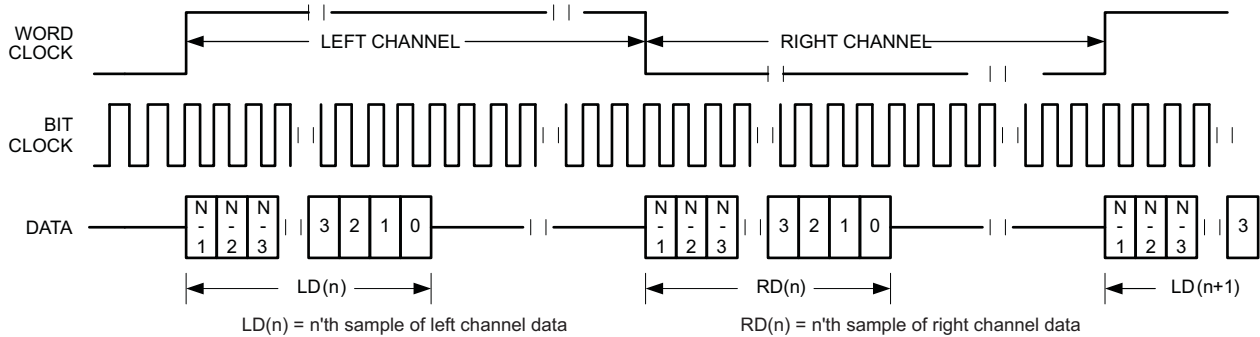 WORD
CLOCK
LEFT CHANNEL
RIGHT CHANNEL
BIT
CLOCK
DATA
N-1 N-2 N-3 3 2 1 0 N-1 N-2 N-3 3 2 1 0 N-1 N-2 N-3 3
LD(n) RD(n) LD(n+1)
LD(n) = n'th sample of left channel data
RD(n) = n'th sample of right channel data